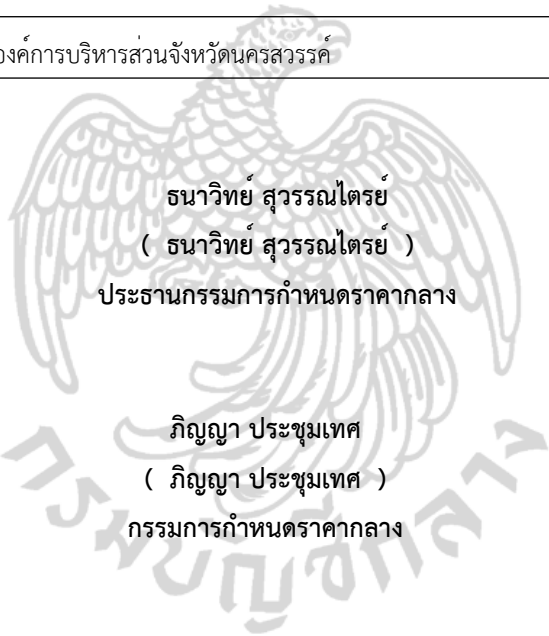 องค์การบริหารส่วนจังหวัดนครสวรรค์
ธนาวิทย์ สุวรรณไตรย์
( ธนาวิทย์ สุวรรณไตรย์ )
ประธานกรรมการกำหนดราคากลาง
ภิญญา ประชุมเทศ
( ภิญญา ประชุมเทศ )
กรรมการกำหนดราคากลาง
กรมบัญชีกลาง